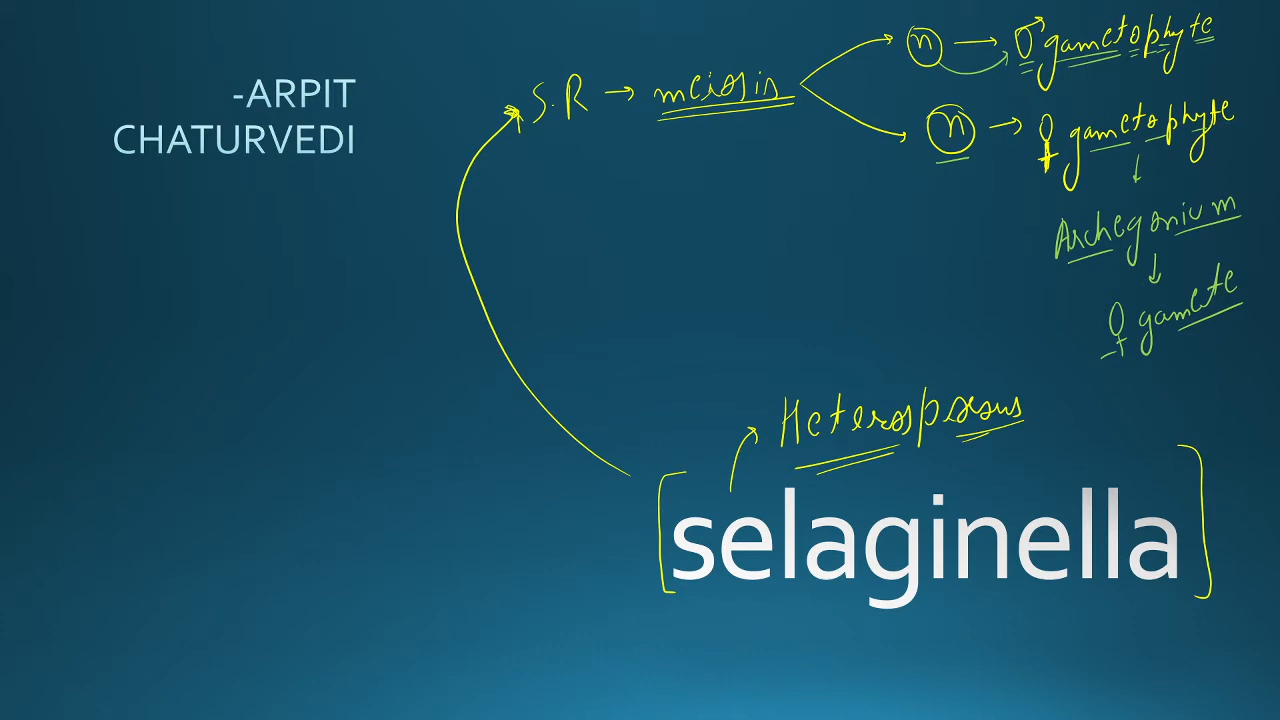 -ARPIT
CHATURVEDI
S.R → meiosis
n → ♂ gametophyte
n → ♀ gametophyte
↓
Archegonium
↓
♀ gamete
Heterosporous
[selaginella]